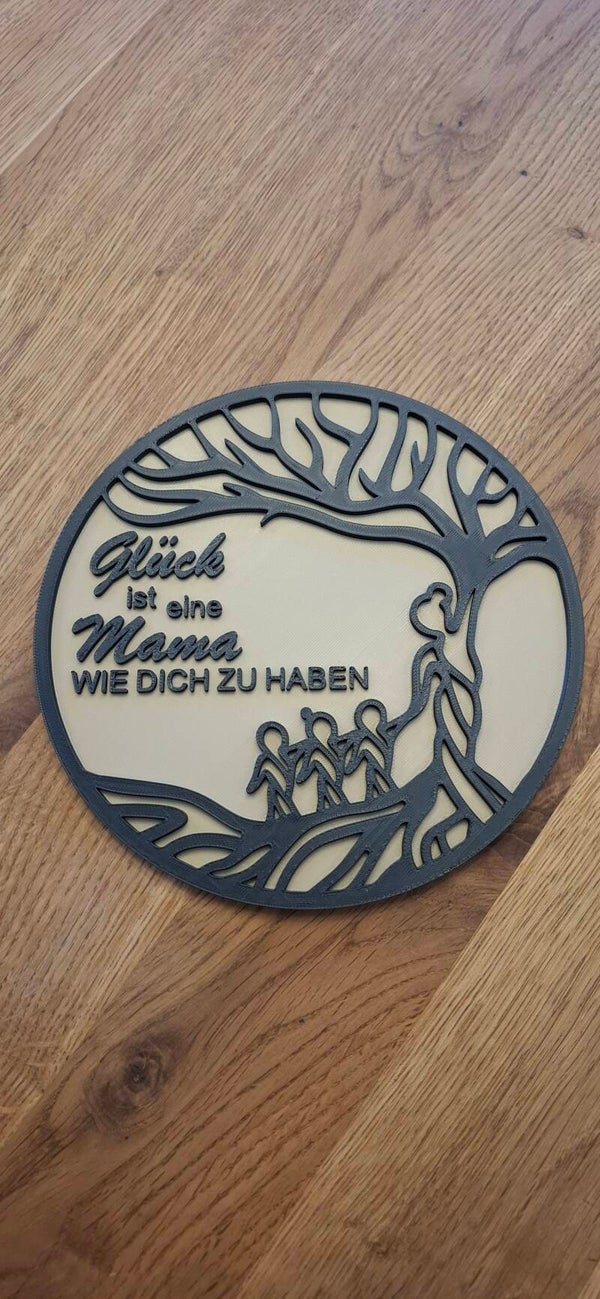 Glück
ist eine
Mama
WIE DICH ZU HABEN